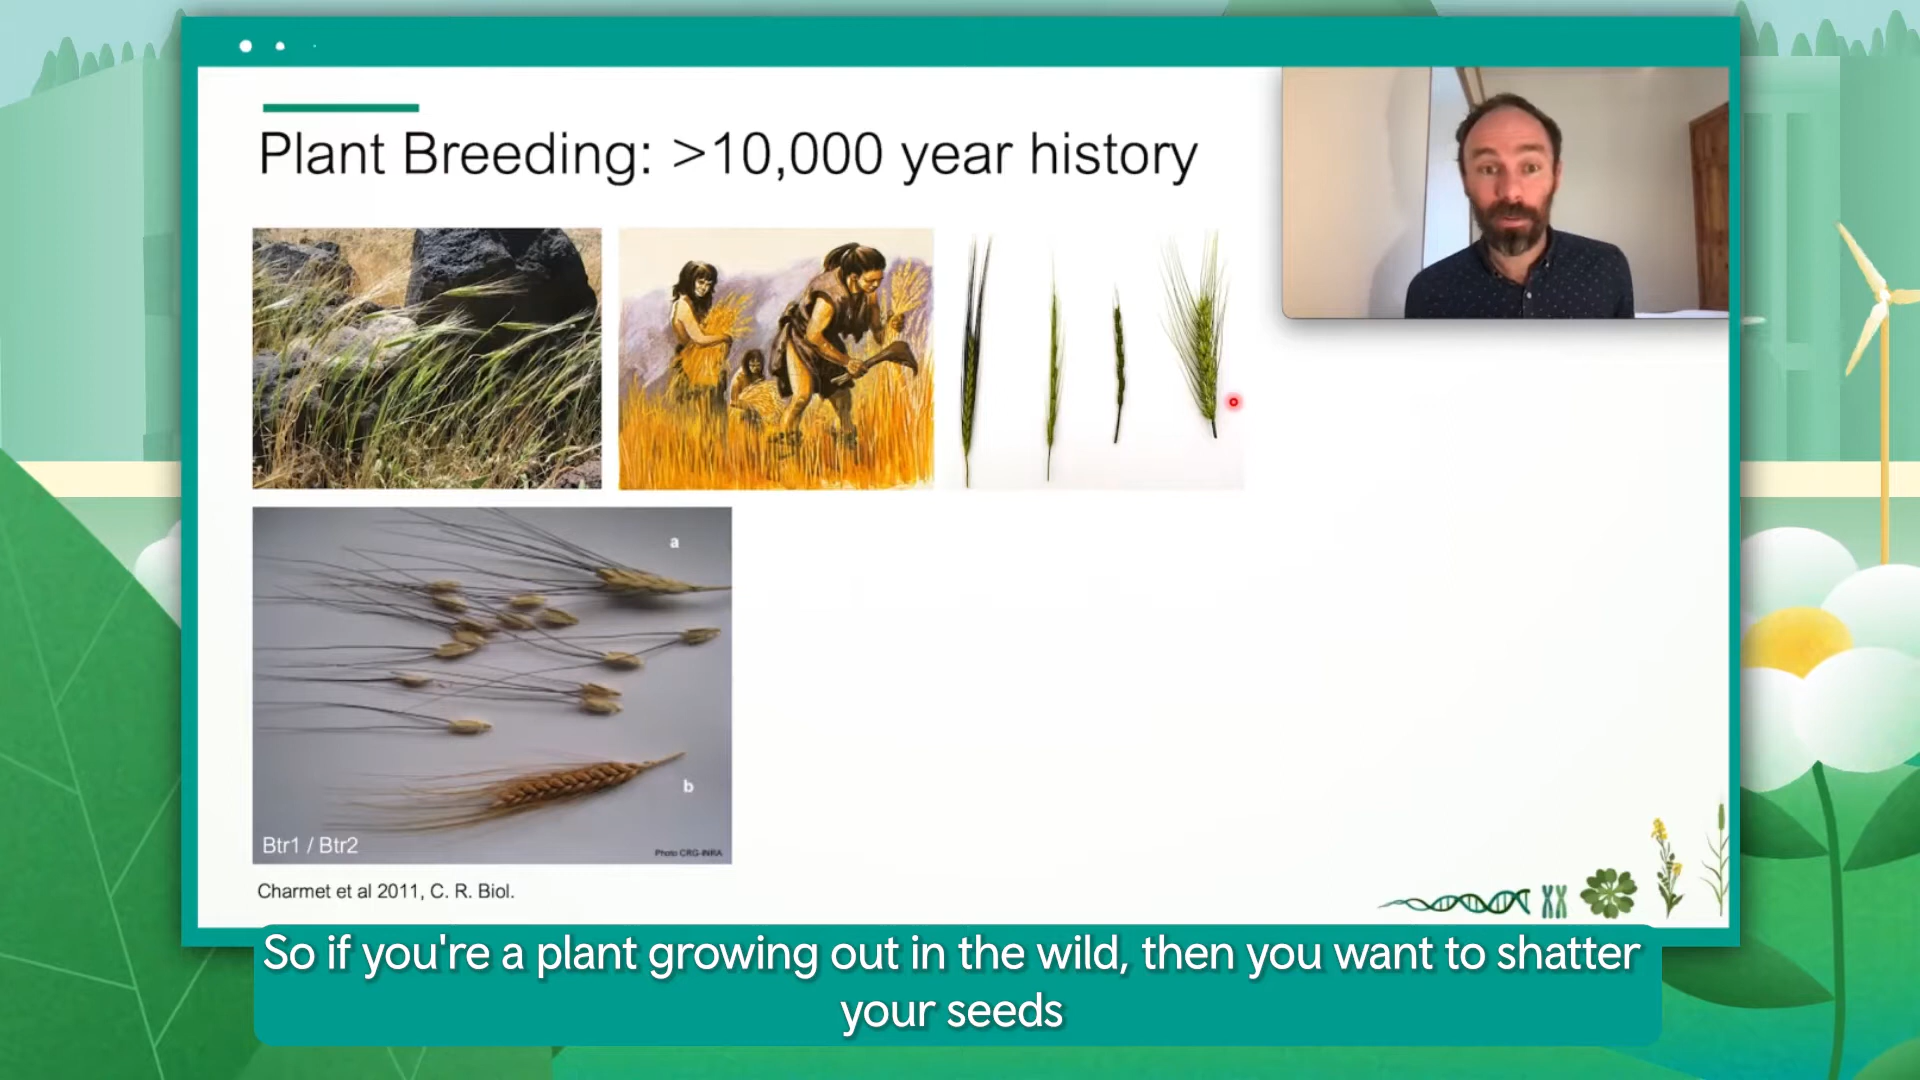 Plant Breeding: >10,000 year history
a
b
Btr1 / Btr2
Photo CRG-INRA
Charmet et al 2011, C. R. Biol.
So if you're a plant growing out in the wild, then you want to shatter
your seeds